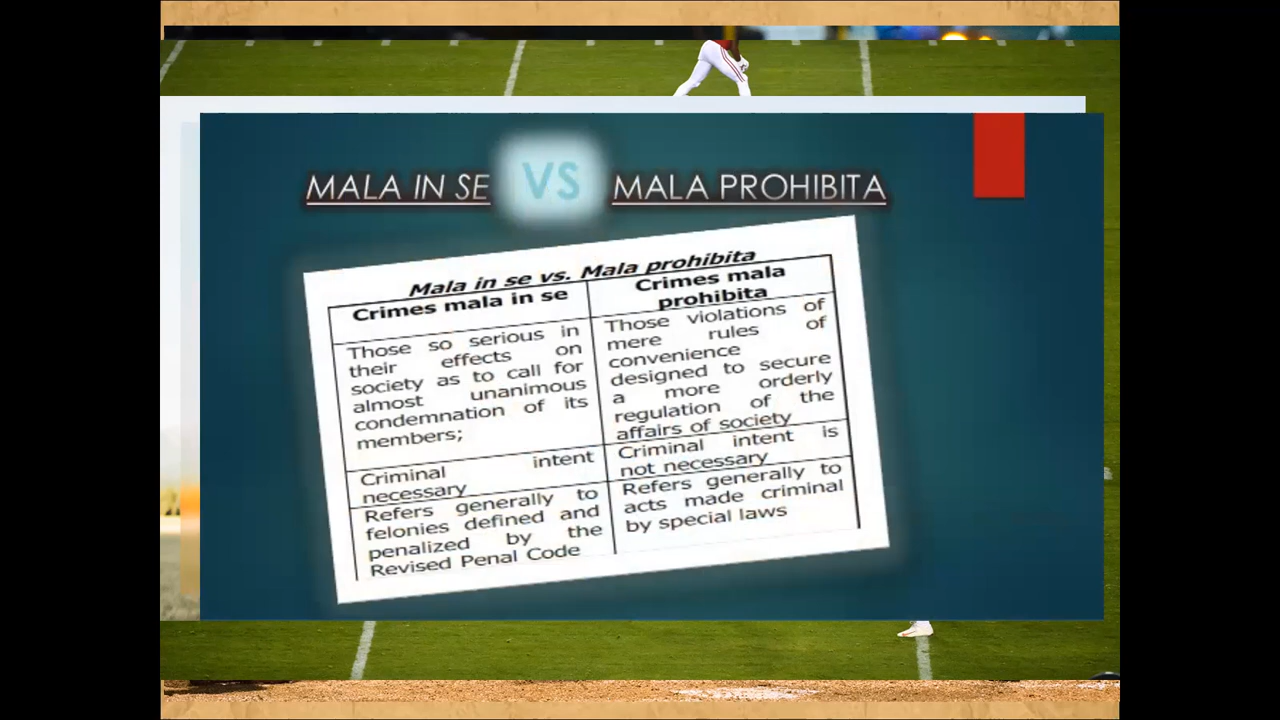 MALA IN SE VS MALA PROHIBITA
Mala in se vs. Mala prohibita
Crimes mala in se
Crimes mala
prohibita
Those so serious in
their effects on
society as to call for
almost unanimous
condemnation of its
members;
Those violations of
mere rules of
convenience
designed to secure
a more orderly
regulation of the
affairs of society
Criminal intent
necessary
Criminal intent is
not necessary
Refers generally to
felonies defined and
penalized by the
Revised Penal Code
Refers generally to
acts made criminal
by special laws